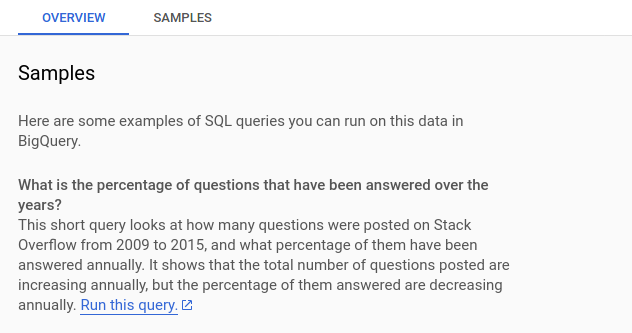 OVERVIEW SAMPLES
Samples
Here are some examples of SQL queries you can run on this data in
BigQuery.
What is the percentage of questions that have been answered over the
years?
This short query looks at how many questions were posted on Stack
Overflow from 2009 to 2015, and what percentage of them have been
answered annually. It shows that the total number of questions posted are
increasing annually, but the percentage of them answered are decreasing
annually. Run this query.